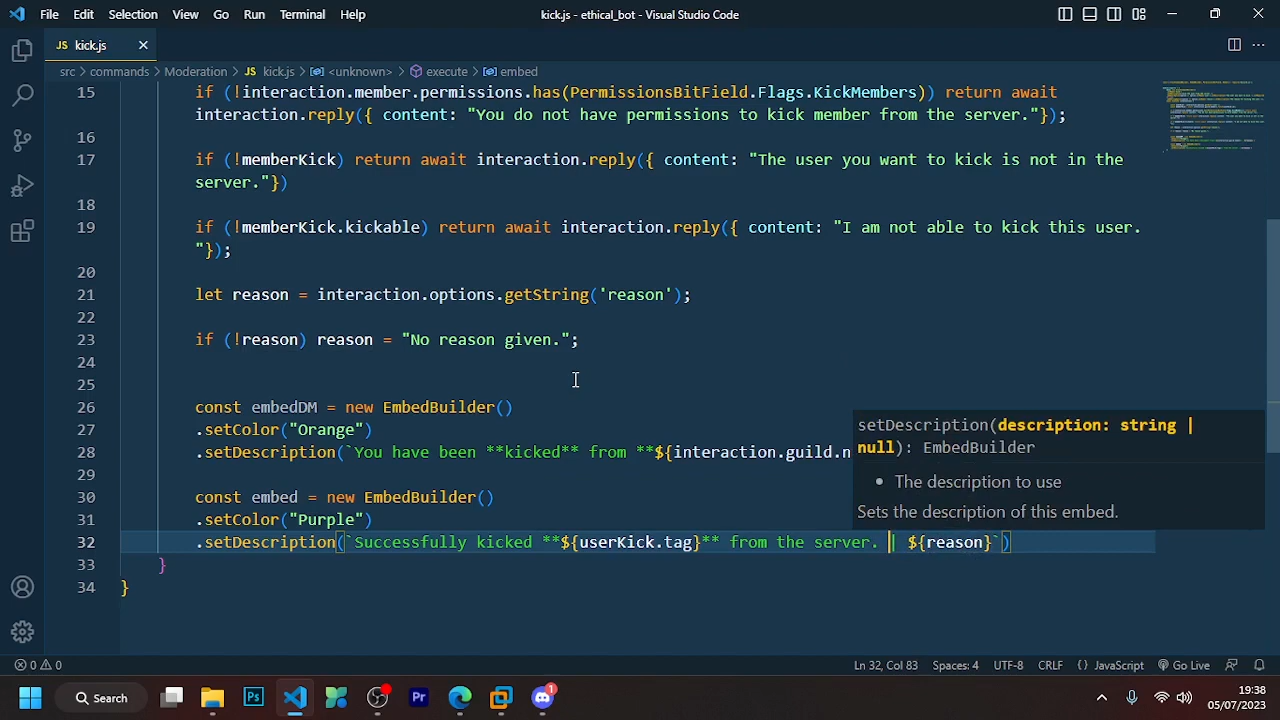 File Edit Selection View Go Run Terminal Help kick.js - ethical_bot - Visual Studio Code
JS kick.js
src > commands > Moderation > JS kick.js > <unknown> > execute > embed
15 if (!interaction.member.permissions.has(PermissionsBitField.Flags.KickMembers)) return await
interaction.reply({ content: "You do not have permissions to kick member from the server."});
16
17 if (!memberKick) return await interaction.reply({ content: "The user you want to kick is not in the
server."})
18
19 if (!memberKick.kickable) return await interaction.reply({ content: "I am not able to kick this user.
"});
20
21 let reason = interaction.options.getString('reason');
22
23 if (!reason) reason = "No reason given.";
24
25
26 const embedDM = new EmbedBuilder()
27 .setColor("Orange")
28 .setDescription(`You have been **kicked** from **${interaction.guild.n
29
30 const embed = new EmbedBuilder()
31 .setColor("Purple")
32 .setDescription(`Successfully kicked **${userKick.tag}** from the server. | ${reason}`)
33 }
34 }
setDescription(description: string |
null): EmbedBuilder
• The description to use
Sets the description of this embed.
0 0 Ln 32, Col 83 Spaces: 4 UTF-8 CRLF {} JavaScript Go Live
Search Ps Pr 1 19:38
05/07/2023